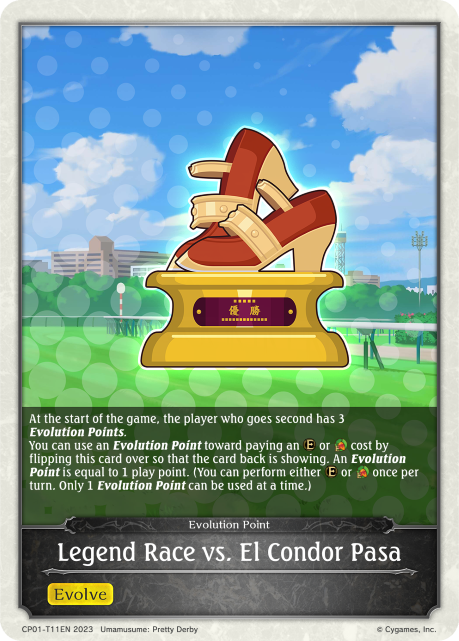 優勝
At the start of the game, the player who goes second has 3
Evolution Points.
You can use an Evolution Point toward paying an E or cost by
flipping this card over so that the card back is showing. An Evolution
Point is equal to 1 play point. (You can perform either E or once per
turn. Only 1 Evolution Point can be used at a time.)
Evolution Point
Legend Race vs. El Condor Pasa
Evolve
CP01-T11EN 2023 Umamusume: Pretty Derby
© Cygames, Inc.